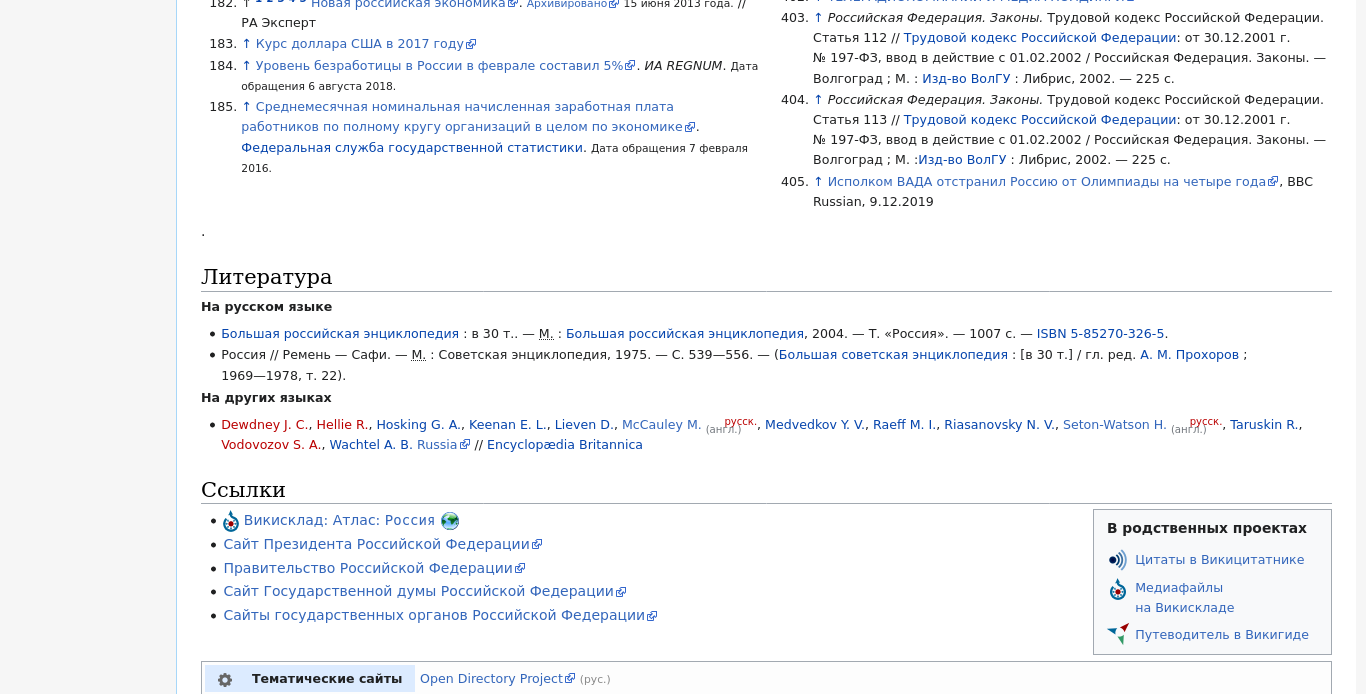 182. ↑ 1 2 3 4 5 Новая российская экономика. Архивировано 15 июня 2013 года. //
РА Эксперт
183. ↑ Курс доллара США в 2017 году
184. ↑ Уровень безработицы в России в феврале составил 5%. ИА REGNUM. Дата
обращения 6 августа 2018.
185. ↑ Среднемесячная номинальная начисленная заработная плата
работников по полному кругу организаций в целом по экономике.
Федеральная служба государственной статистики. Дата обращения 7 февраля
2016.
403. ↑ Российская Федерация. Законы. Трудовой кодекс Российской Федерации.
Статья 112 // Трудовой кодекс Российской Федерации: от 30.12.2001 г.
№ 197-ФЗ, ввод в действие с 01.02.2002 / Российская Федерация. Законы. —
Волгоград ; М. : Изд-во ВолГУ : Либрис, 2002. — 225 с.
404. ↑ Российская Федерация. Законы. Трудовой кодекс Российской Федерации.
Статья 113 // Трудовой кодекс Российской Федерации: от 30.12.2001 г.
№ 197-ФЗ, ввод в действие с 01.02.2002 / Российская Федерация. Законы. —
Волгоград ; М. :Изд-во ВолГУ : Либрис, 2002. — 225 с.
405. ↑ Исполком ВАДА отстранил Россию от Олимпиады на четыре года, BBC
Russian, 9.12.2019
.
Литература
На русском языке
• Большая российская энциклопедия : в 30 т.. — М. : Большая российская энциклопедия, 2004. — Т. «Россия». — 1007 с. — ISBN 5-85270-326-5.
• Россия // Ремень — Сафи. — М. : Советская энциклопедия, 1975. — С. 539—556. — (Большая советская энциклопедия : [в 30 т.] / гл. ред. А. М. Прохоров ;
1969—1978, т. 22).
На других языках
• Dewdney J. C., Hellie R., Hosking G. A., Keenan E. L., Lieven D., McCauley M. (англ.)русск., Medvedkov Y. V., Raeff M. I., Riasanovsky N. V., Seton-Watson H. (англ.)русск., Taruskin R.,
Vodovozov S. A., Wachtel A. B. Russia // Encyclopædia Britannica
Ссылки
• Викисклад: Атлас: Россия
• Сайт Президента Российской Федерации
• Правительство Российской Федерации
• Сайт Государственной думы Российской Федерации
• Сайты государственных органов Российской Федерации
В родственных проектах
Цитаты в Викицитатнике
Медиафайлы
на Викискладе
Путеводитель в Викигиде
Тематические сайты Open Directory Project (рус.)